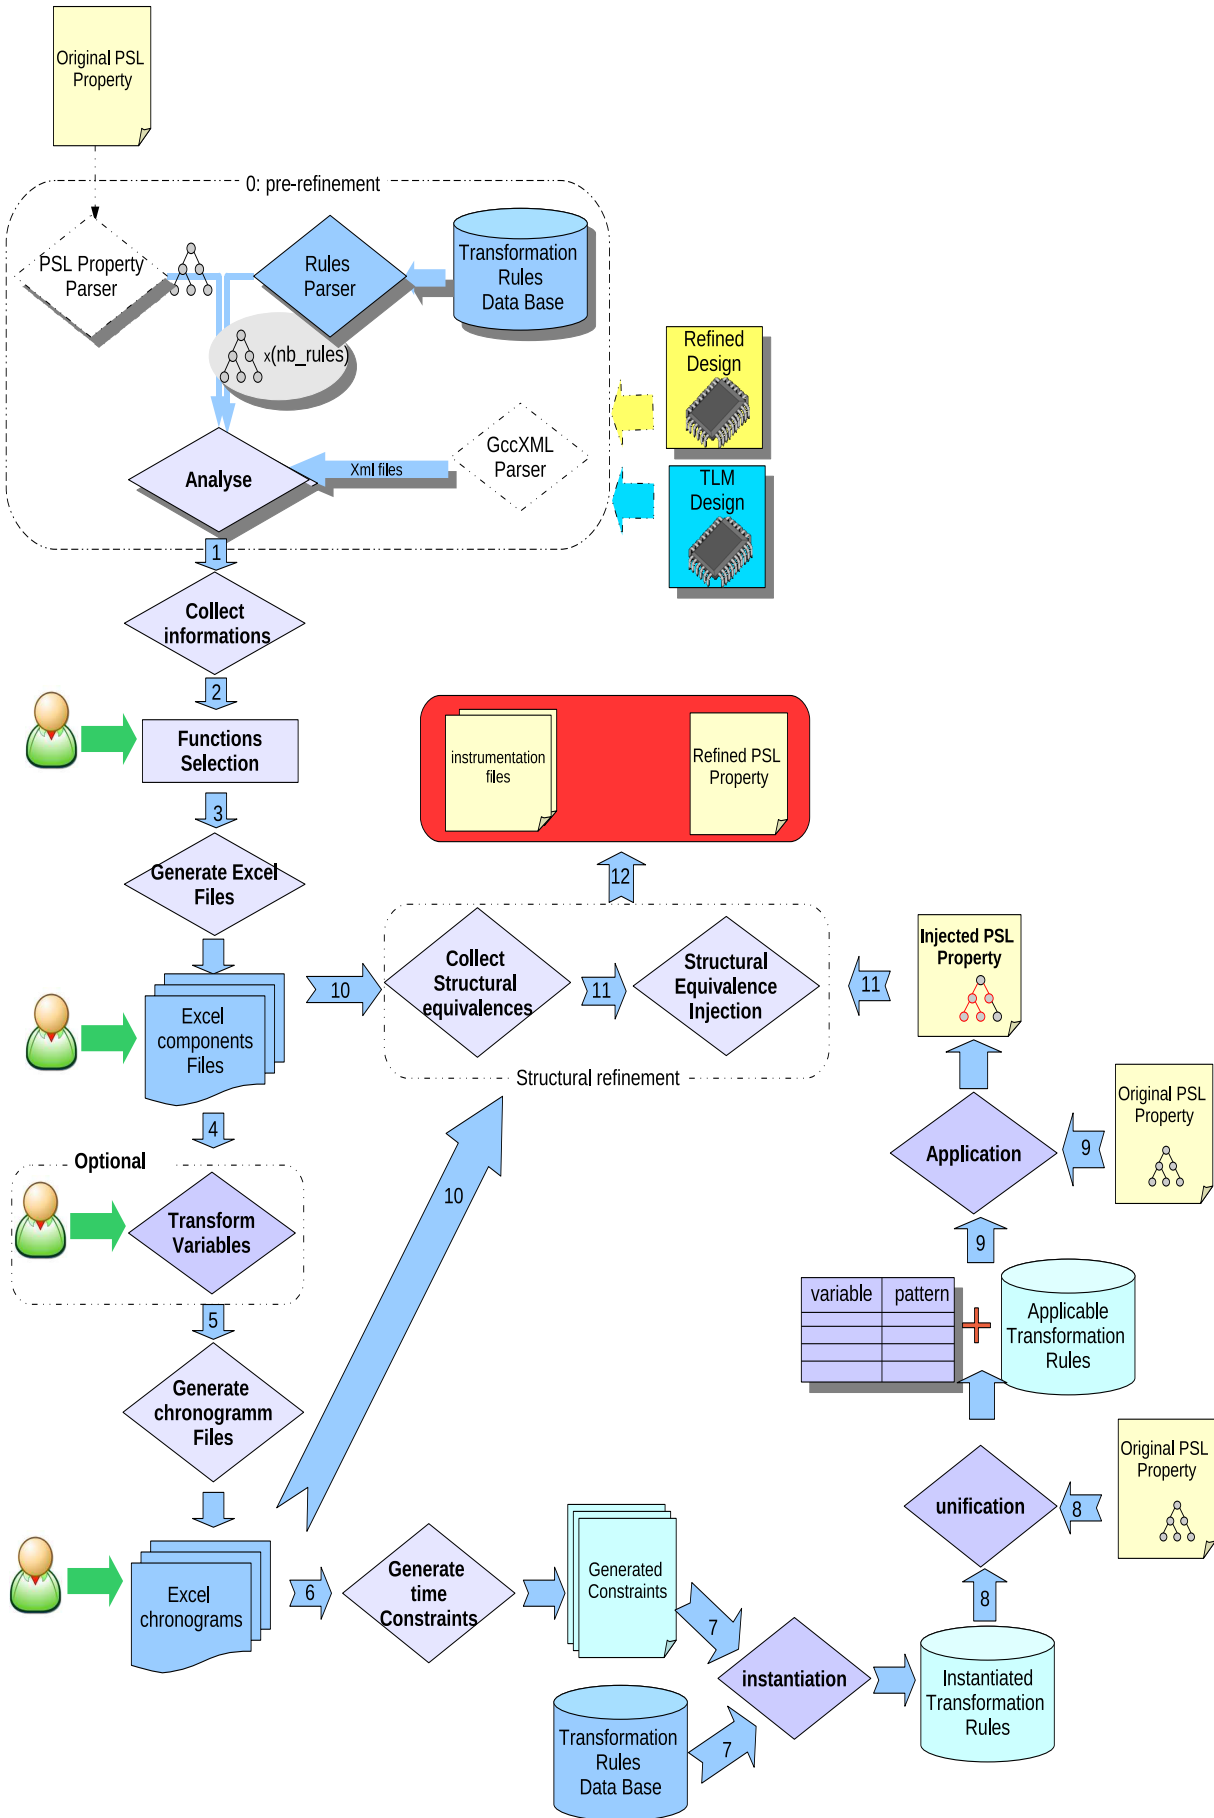 Original PSL
Property
0: pre-refinement
PSL Property
Parser
Rules
Parser
Transformation
Rules
Data Base
x(nb_rules)
Refined
Design
GccXML
Parser
Xml files
Analyse
TLM
Design
1
Collect
informations
2
Functions
Selection
instrumentation
files
Refined PSL
Property
3
Generate Excel
Files
12
Collect
Structural
equivalences
Structural
Equivalence
Injection
Injected PSL
Property
10
11
11
Excel
components
Files
Structural refinement
Original PSL
Property
4
Application
9
Optional
10
Transform
Variables
9
variable
pattern
Applicable
Transformation
Rules
5
Generate
chronogramm
Files
Original PSL
Property
unification
8
Excel
chronograms
6
Generate
time
Constraints
Generated
Constraints
8
7
instantiation
Instantiated
Transformation
Rules
7
Transformation
Rules
Data Base